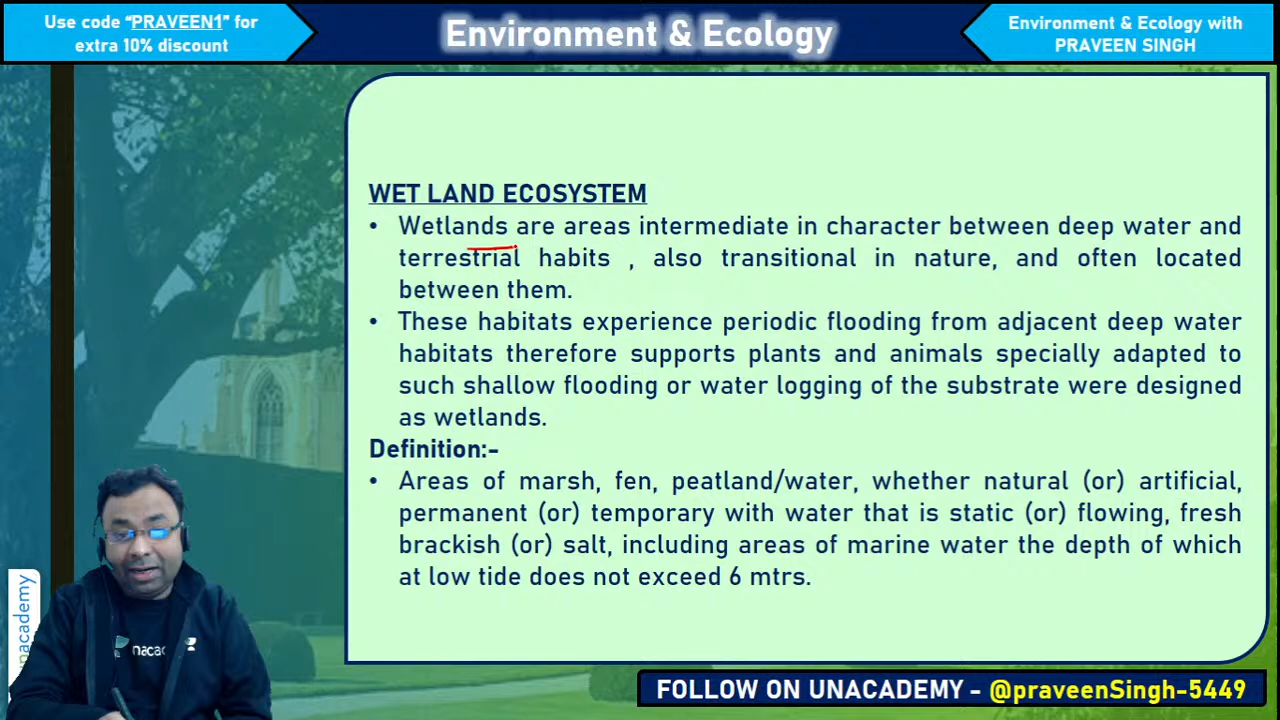 Use code “PRAVEEN1” for
extra 10% discount
Environment & Ecology
Environment & Ecology with
PRAVEEN SINGH
WET LAND ECOSYSTEM
• Wetlands are areas intermediate in character between deep water and
terrestrial habits , also transitional in nature, and often located
between them.
• These habitats experience periodic flooding from adjacent deep water
habitats therefore supports plants and animals specially adapted to
such shallow flooding or water logging of the substrate were designed
as wetlands.
Definition:-
• Areas of marsh, fen, peatland/water, whether natural (or) artificial,
permanent (or) temporary with water that is static (or) flowing, fresh
brackish (or) salt, including areas of marine water the depth of which
at low tide does not exceed 6 mtrs.
unacademy
FOLLOW ON UNACADEMY - @praveenSingh-5449